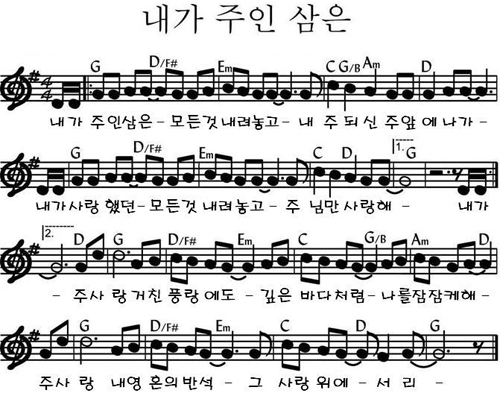 내가 주인 삼은
G D/F# Em C G/B Am D
내가 주인삼은- 모든것 내려놓고- 내 주 되신 주앞 에 나가-
G D D/F# Em C D G 1.
내가사랑 했던- 모든것 내려놓고- 주 님만 사랑해- 내가
2. D G D/F# Em C G/B Am D
- 주사 랑거친 풍랑에도- 깊은 바다처럼- 나를잠잠케해-
G D/F# Em C D G
주사 랑 내영 혼의 반석- 그 사랑 위에- 서 리-